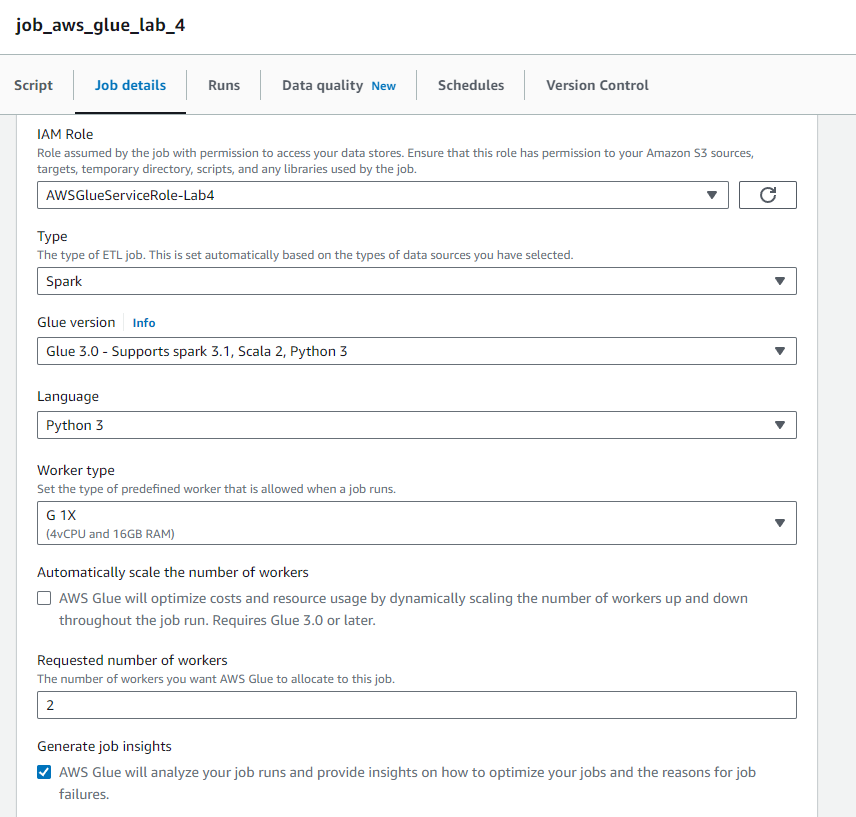 job_aws_glue_lab_4
Script
Job details
Runs
Data quality New
Schedules
Version Control
IAM Role
Role assumed by the job with permission to access your data stores. Ensure that this role has permission to your Amazon S3 sources,
targets, temporary directory, scripts, and any libraries used by the job.
AWSGlueServiceRole-Lab4
Type
The type of ETL job. This is set automatically based on the types of data sources you have selected.
Spark
Glue version Info
Glue 3.0 - Supports spark 3.1, Scala 2, Python 3
Language
Python 3
Worker type
Set the type of predefined worker that is allowed when a job runs.
G 1X
(4vCPU and 16GB RAM)
Automatically scale the number of workers
AWS Glue will optimize costs and resource usage by dynamically scaling the number of workers up and down
throughout the job run. Requires Glue 3.0 or later.
Requested number of workers
The number of workers you want AWS Glue to allocate to this job.
2
Generate job insights
AWS Glue will analyze your job runs and provide insights on how to optimize your jobs and the reasons for job
failures.